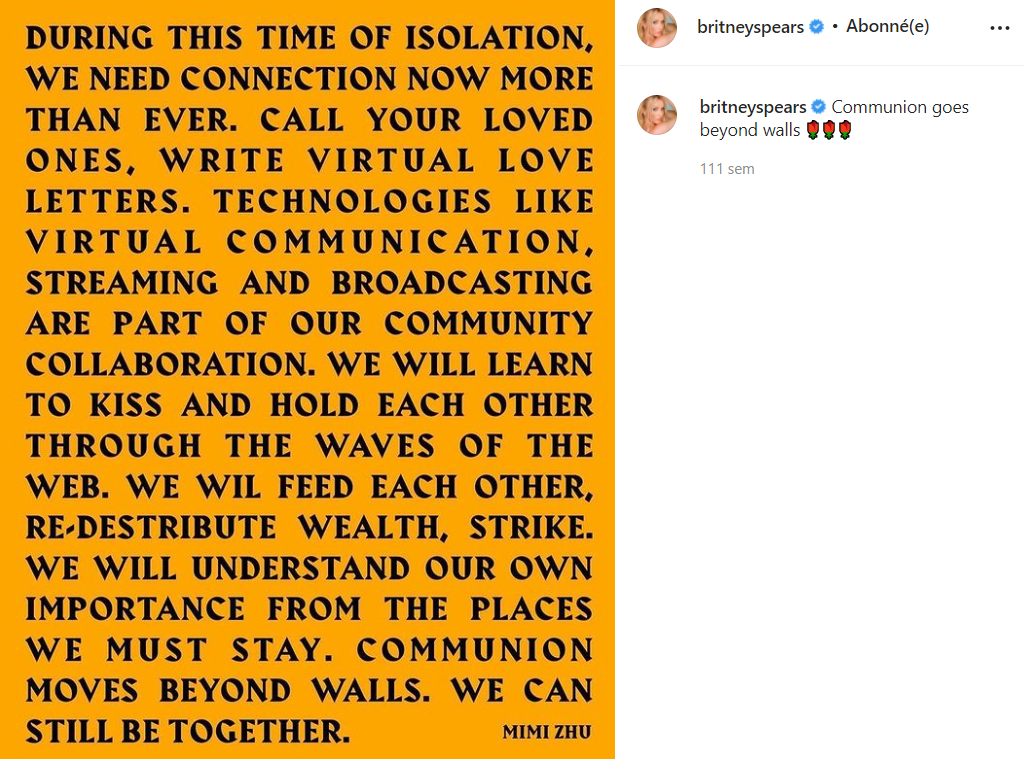 DURING THIS TIME OF ISOLATION,
WE NEED CONNECTION NOW MORE
THAN EVER. CALL YOUR LOVED
ONES, WRITE VIRTUAL LOVE
LETTERS. TECHNOLOGIES LIKE
VIRTUAL COMMUNICATION,
STREAMING AND BROADCASTING
ARE PART OF OUR COMMUNITY
COLLABORATION. WE WILL LEARN
TO KISS AND HOLD EACH OTHER
THROUGH THE WAVES OF THE
WEB. WE WIL FEED EACH OTHER,
RE-DESTRIBUTE WEALTH, STRIKE.
WE WILL UNDERSTAND OUR OWN
IMPORTANCE FROM THE PLACES
WE MUST STAY. COMMUNION
MOVES BEYOND WALLS. WE CAN
STILL BE TOGETHER.
MIMI ZHU
britneyspears • Abonné(e)
britneyspears Communion goes
beyond walls 🌹🌹🌹
111 sem